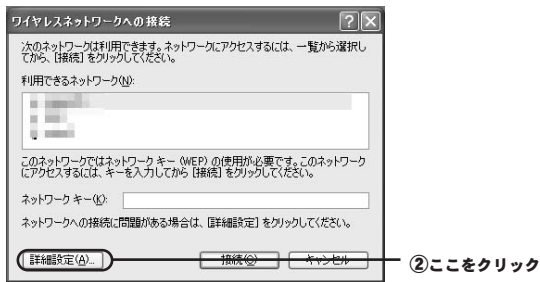 ワイヤレスネットワークへの接続
次のネットワークは利用できます。ネットワークにアクセスするには、一覧から選択し
てから、[接続] をクリックしてください。
利用できるネットワーク(N):
このネットワークではネットワーク キー (WEP) の使用が必要です。このネットワーク
にアクセスするには、キーを入力してから [接続] をクリックしてください。
ネットワーク キー(K):
ネットワークへの接続に問題がある場合は、[詳細設定] をクリックしてください。
詳細設定(A)... 接続(O) キャンセル ②ここをクリック